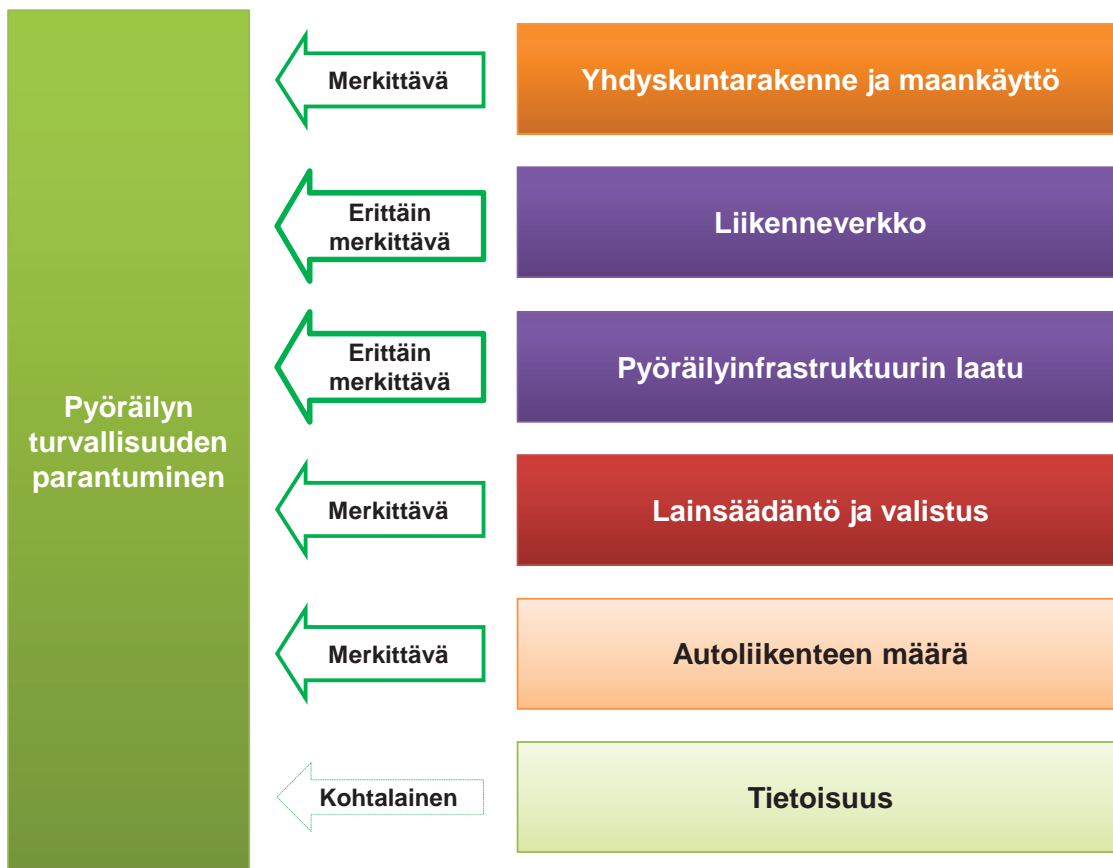 Merkittävä
Yhdyskuntarakenne ja maankäyttö
Erittäin
merkittävä
Liikenneverkko
Erittäin
merkittävä
Pyöräilyinfrastruktuurin laatu
Pyöräilyn
turvallisuuden
parantuminen
Merkittävä
Lainsäädäntö ja valistus
Merkittävä
Autoliikenteen määrä
Kohtalainen
Tietoisuus